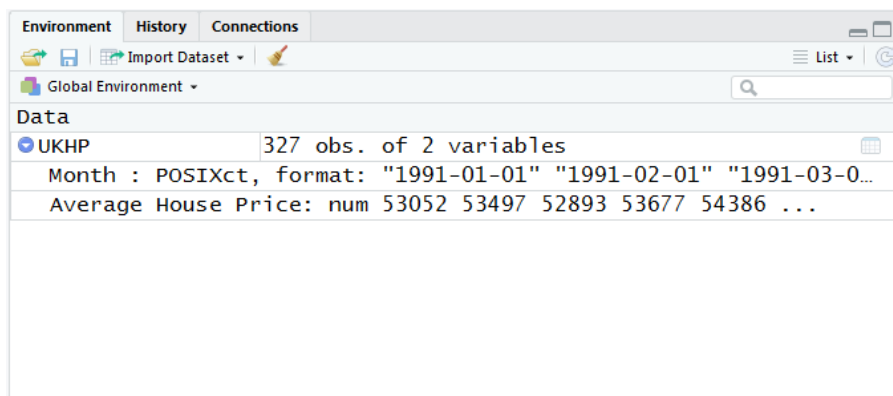 Environment History Connections
Import Dataset List
Global Environment
Data
UKHP 327 obs. of 2 variables
Month : POSIXct, format: "1991-01-01" "1991-02-01" "1991-03-0…
Average House Price: num 53052 53497 52893 53677 54386 ...